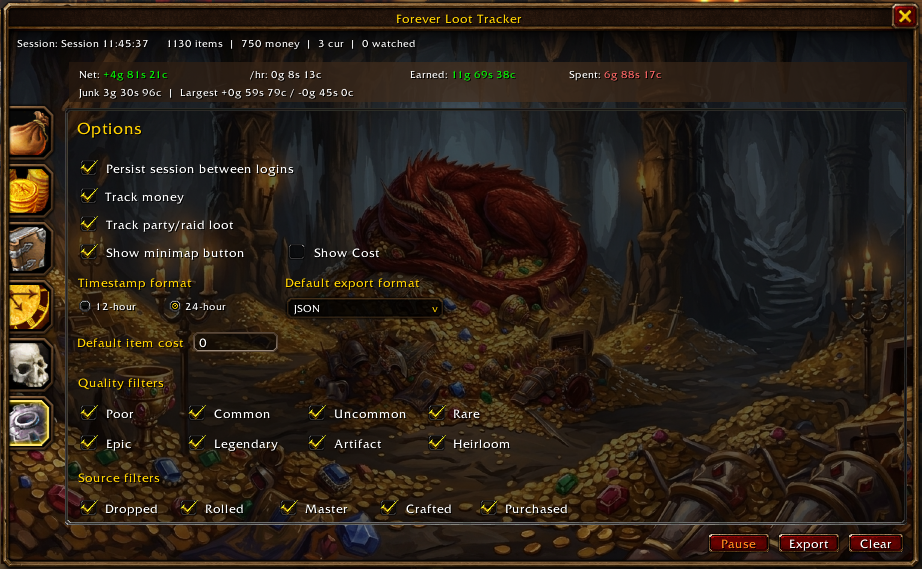 Forever Loot Tracker
Session: Session 11:45:37 1130 items | 750 money | 3 cur | 0 watched
Net: +4g 81s 21c /hr: 0g 8s 13c Earned: 11g 69s 38c Spent: 6g 88s 17c
Junk 3g 30s 96c | Largest +0g 59s 79c / -0g 45s 0c
Options
Persist session between logins
Track money
Track party/raid loot
Show minimap button Show Cost
Timestamp format Default export format
12-hour 24-hour JSON v
Default item cost 0
Quality filters
Poor Common Uncommon Rare
Epic Legendary Artifact Heirloom
Source filters
Dropped Rolled Master Crafted Purchased
Pause Export Clear